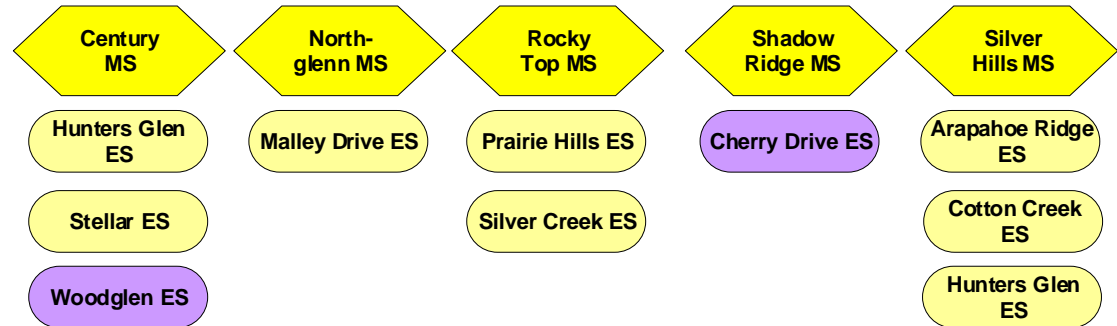 Century
MS
North-
glenn MS
Rocky
Top MS
Shadow
Ridge MS
Silver
Hills MS
Hunters Glen
ES
Malley Drive ES
Prairie Hills ES
Cherry Drive ES
Arapahoe Ridge
ES
Stellar ES
Silver Creek ES
Cotton Creek
ES
Woodglen ES
Hunters Glen
ES